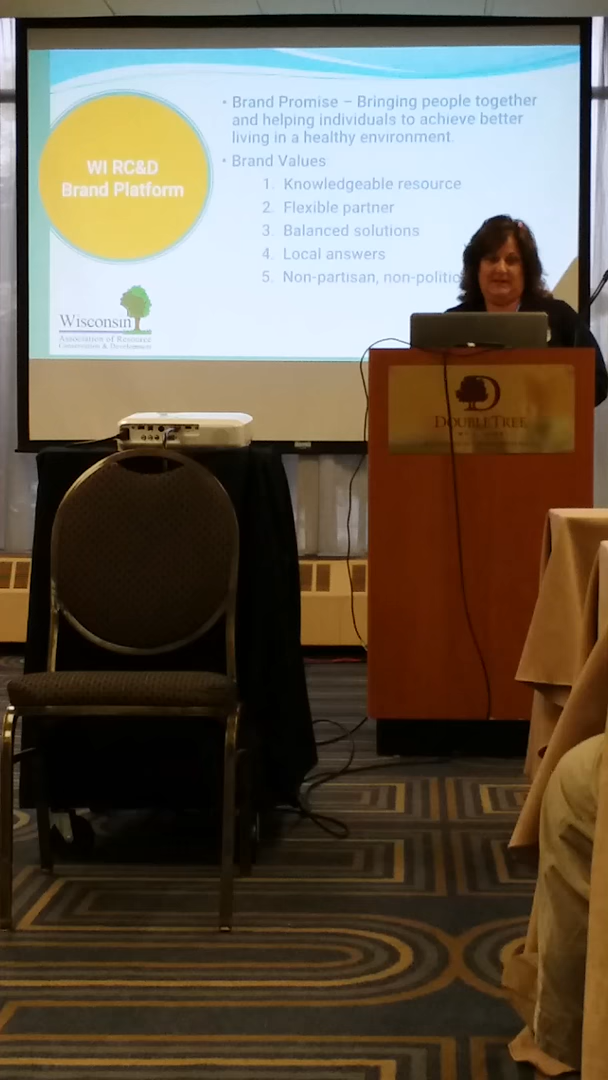 WI RC&D
Brand Platform
• Brand Promise – Bringing people together
and helping individuals to achieve better
living in a healthy environment.
• Brand Values
1. Knowledgeable resource
2. Flexible partner
3. Balanced solutions
4. Local answers
5. Non-partisan, non-politic
Wisconsin
Association of Resource
Conservation & Development
D
DOUBLETREE